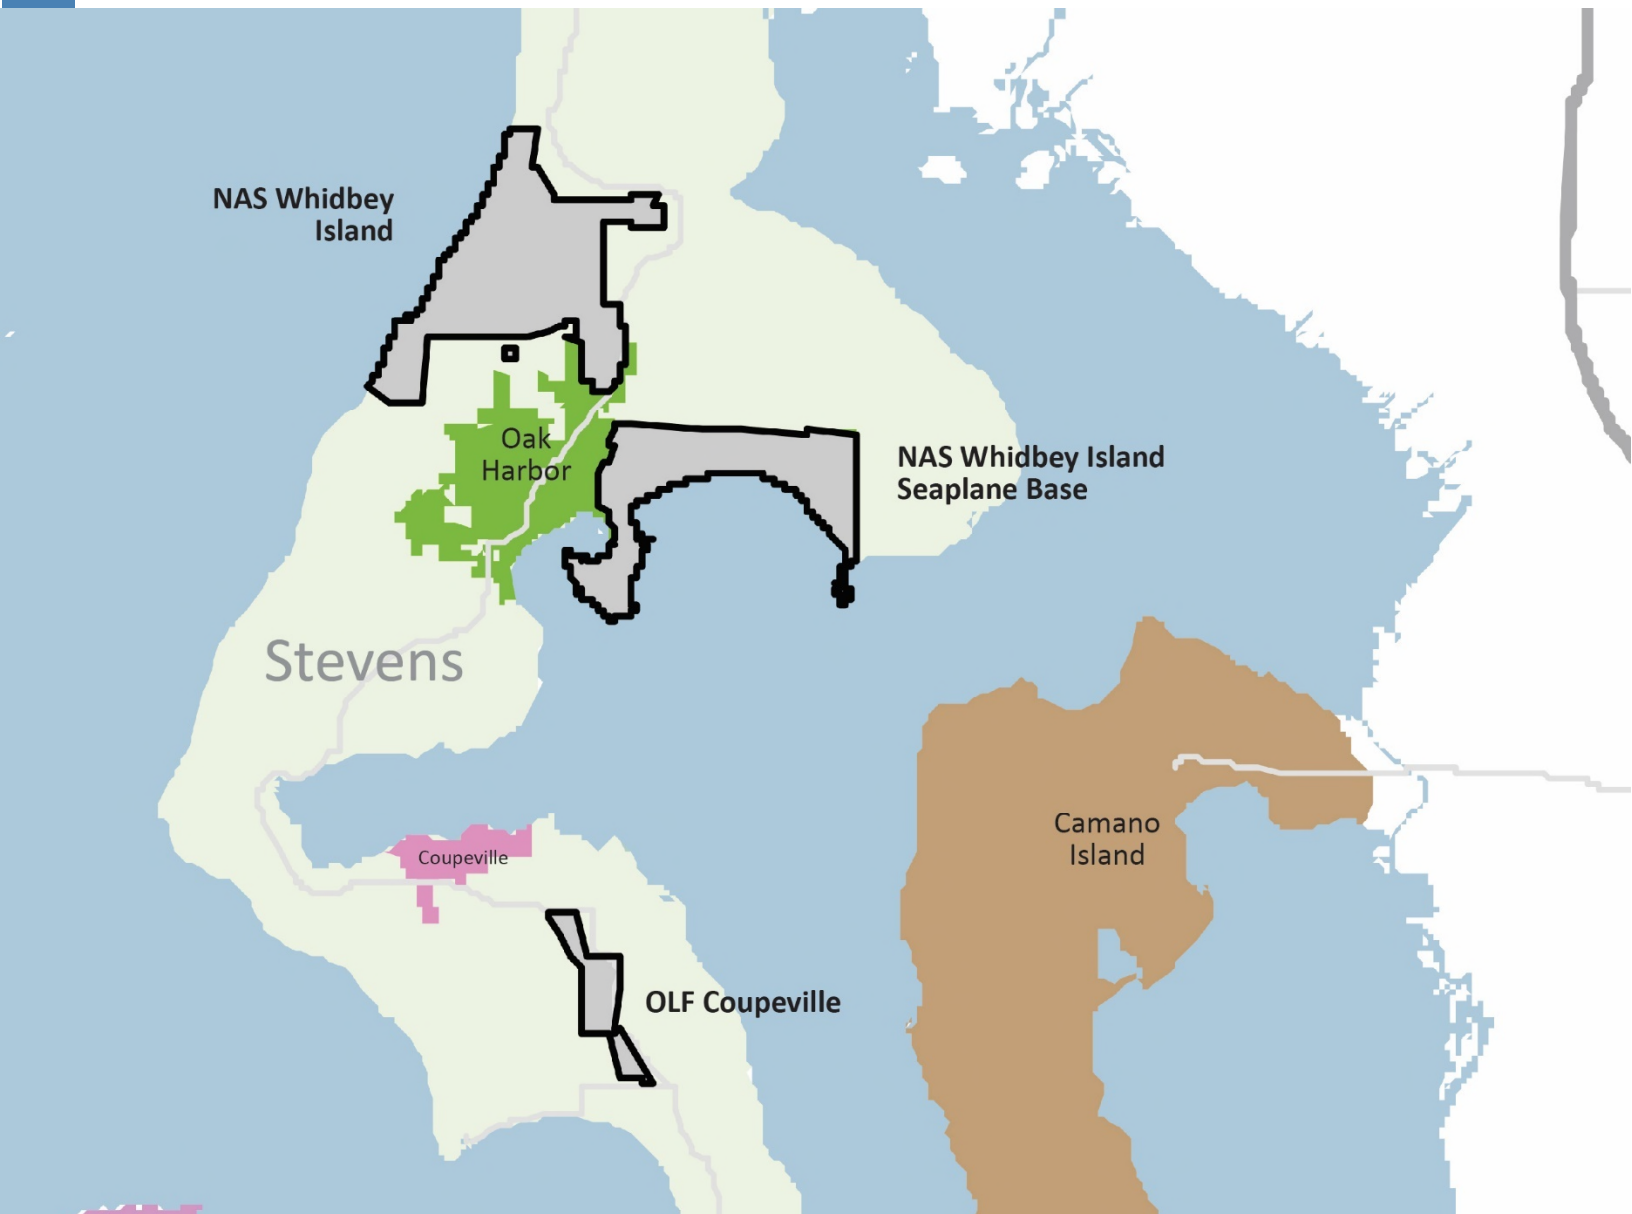 NAS Whidbey
Island
Oak
Harbor
NAS Whidbey Island
Seaplane Base
Stevens
Camano
Island
Coupeville
OLF Coupeville